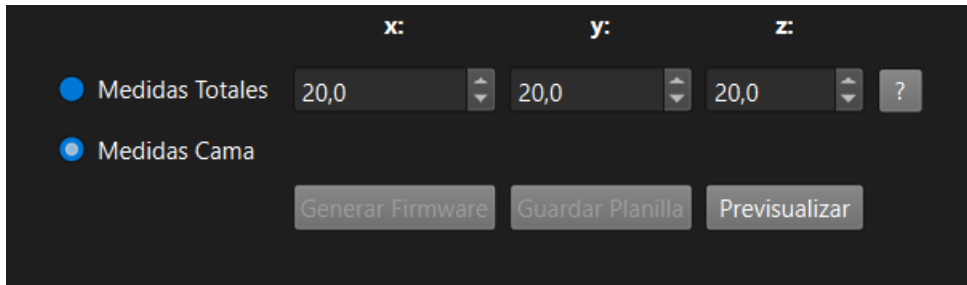 x: y: z:
Medidas Totales 20,0 20,0 20,0 ?
Medidas Cama
Generar Firmware Guardar Planilla Previsualizar